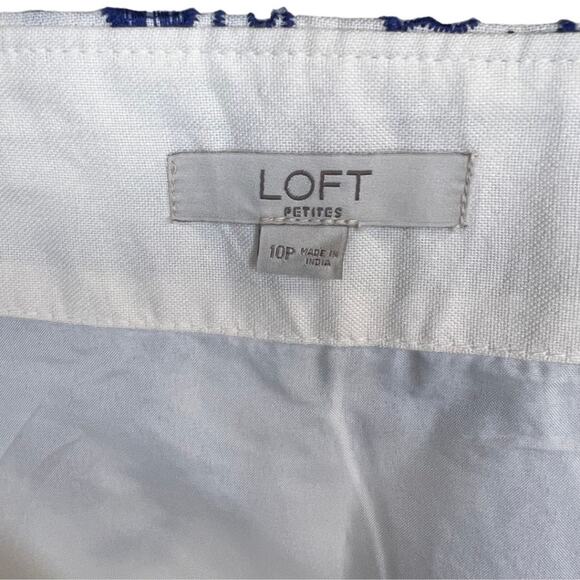 LOFT
PETITES
10P MADE IN
INDIA